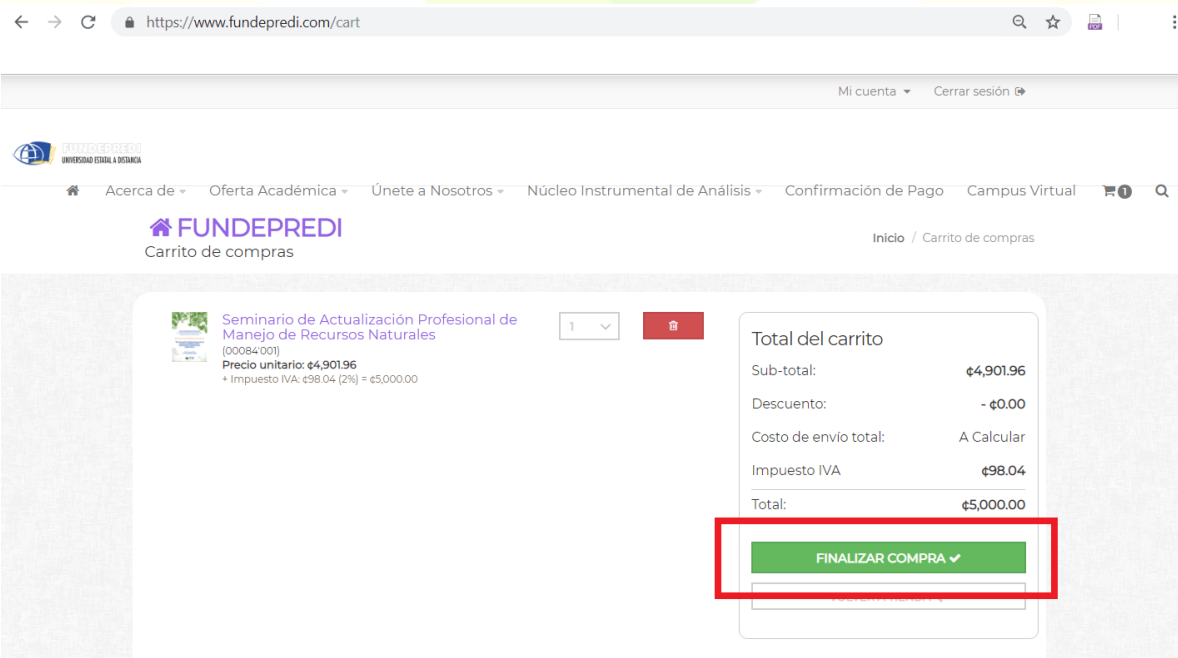 https://www.fundepredi.com/cart
Mi cuenta
Cerrar sesión
FUNDEPREDI
UNIVERSIDAD ESTATAL A DISTANCIA
Acerca de
Oferta Académica
Únete a Nosotros
Núcleo Instrumental de Análisis
Confirmación de Pago
Campus Virtual
1
FUNDEPREDI
Carrito de compras
Inicio / Carrito de compras
Seminario de Actualización Profesional de
Manejo de Recursos Naturales
(00084'001)
Precio unitario: ¢4,901.96
+ Impuesto IVA: ¢98.04 (2%) = ¢5,000.00
1
Total del carrito
Sub-total: ¢4,901.96
Descuento: - ¢0.00
Costo de envío total: A Calcular
Impuesto IVA ¢98.04
Total: ¢5,000.00
FINALIZAR COMPRA